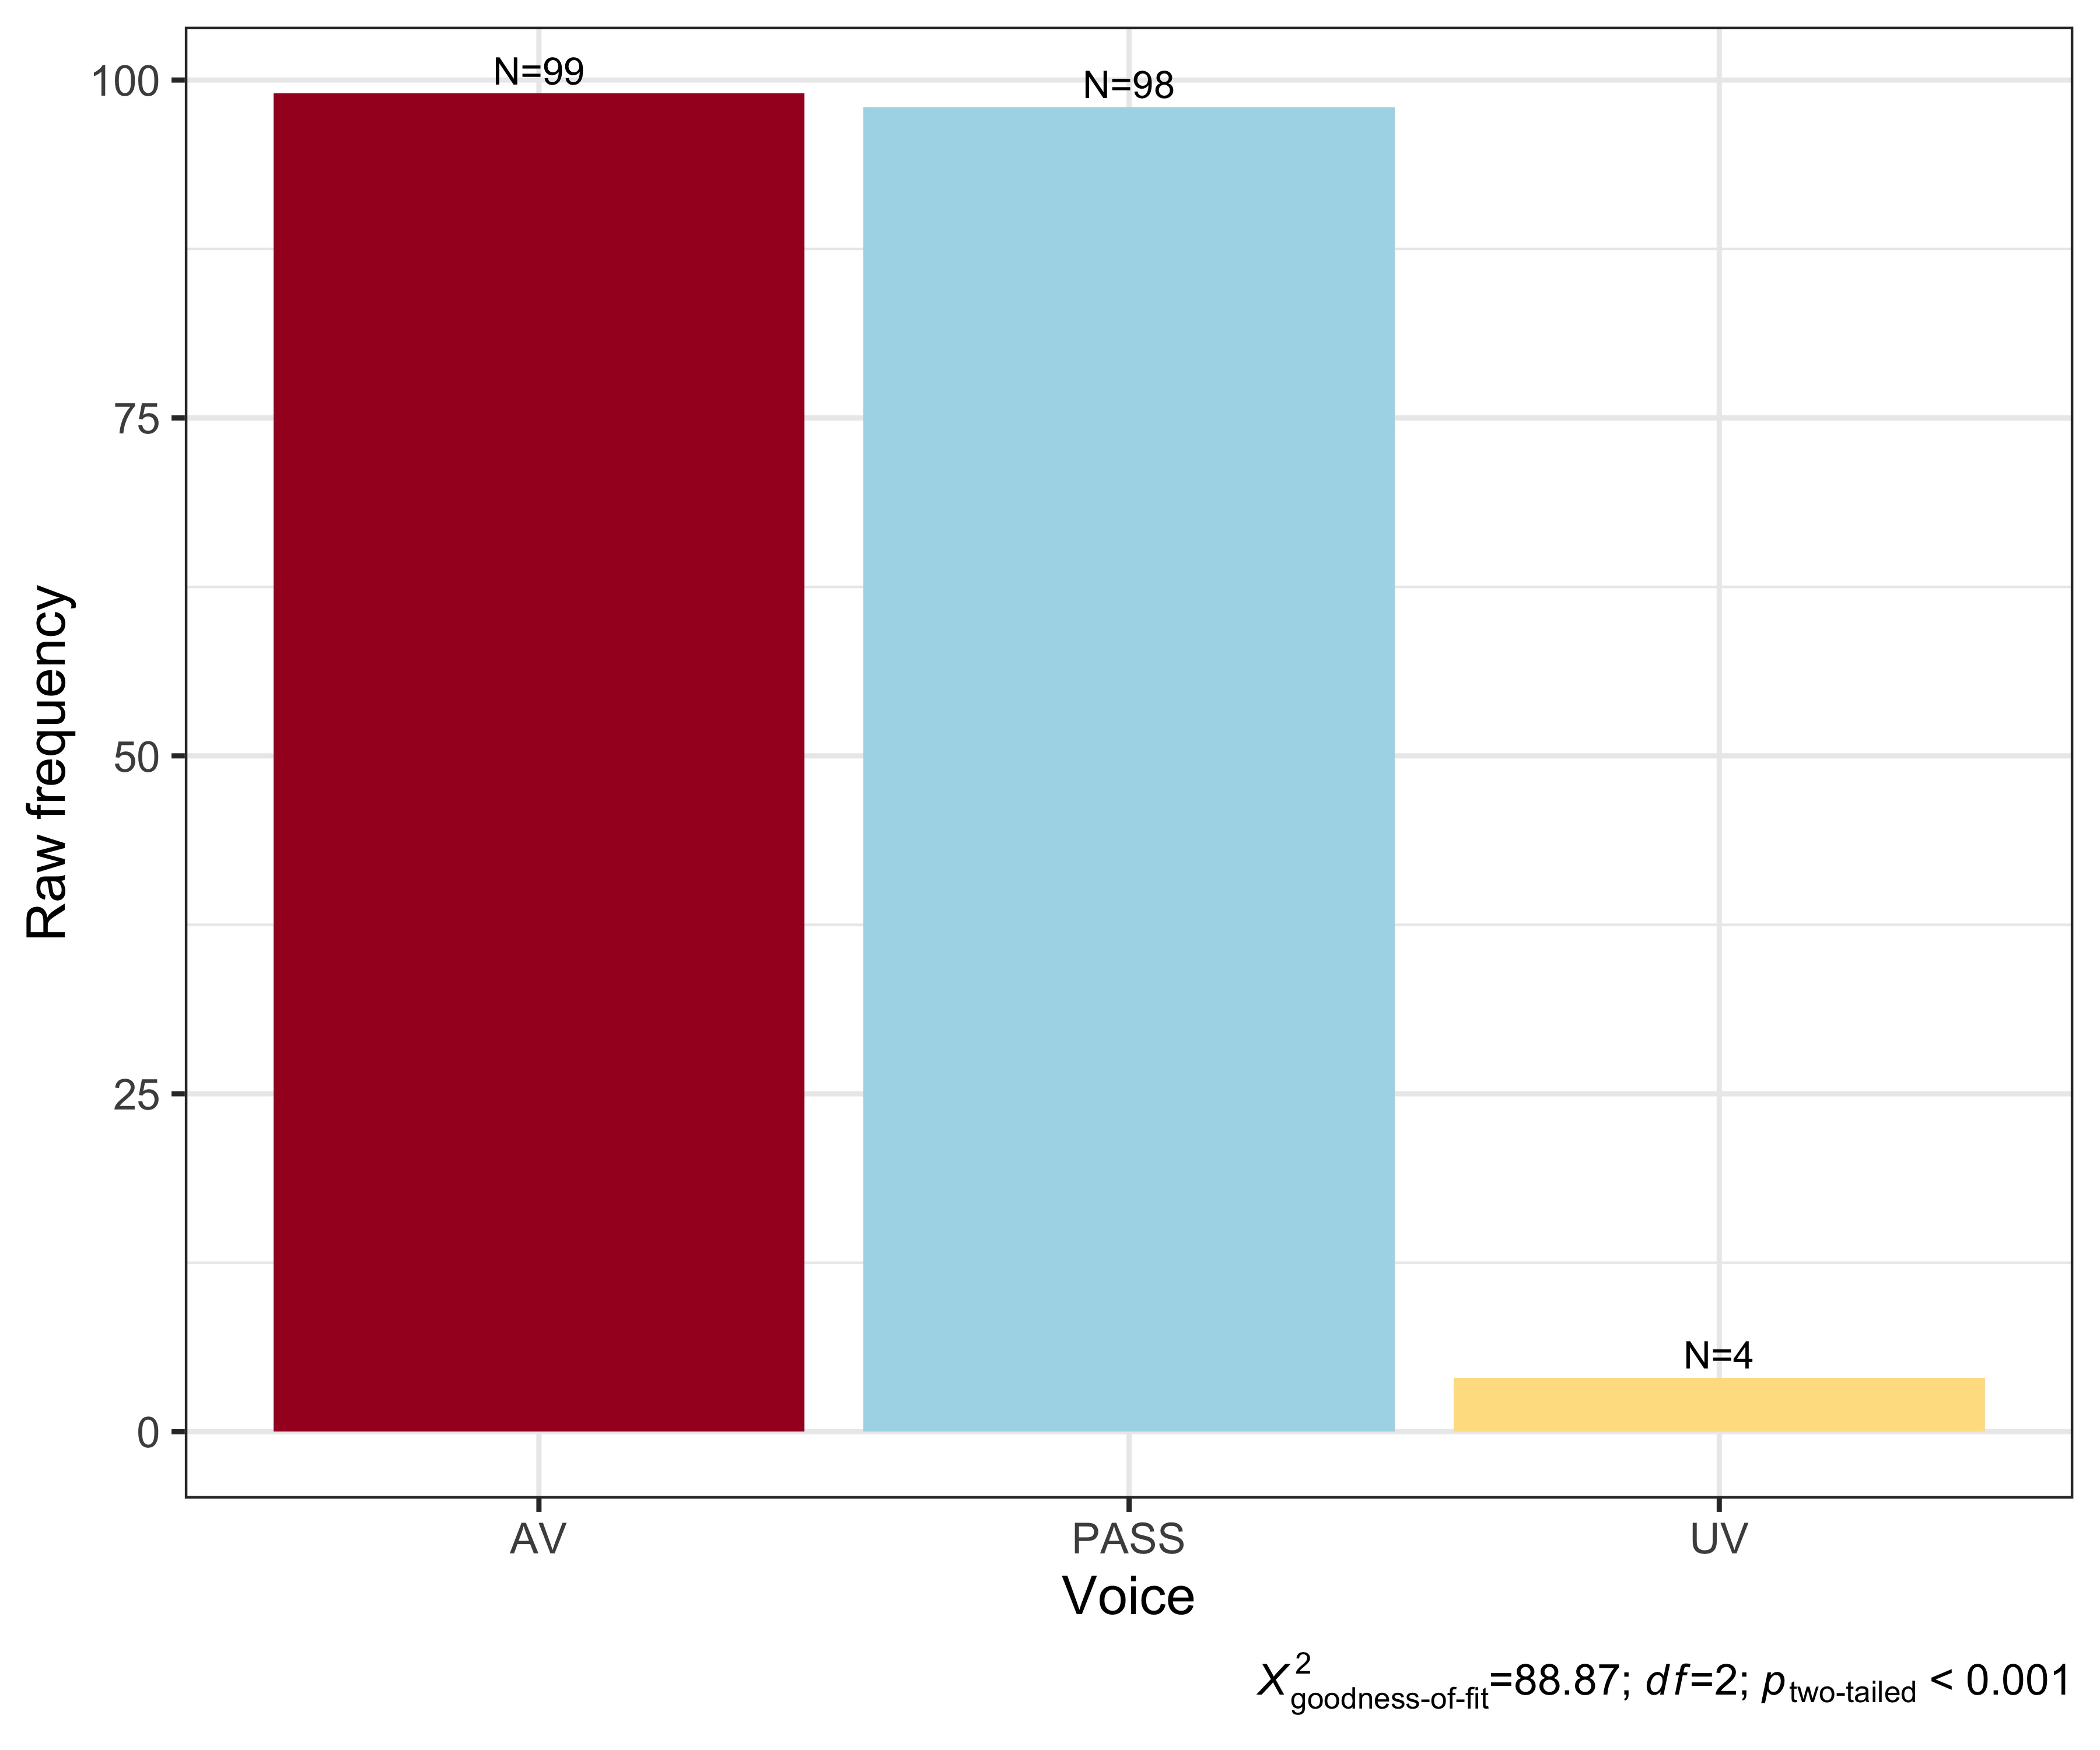 N=99
N=98
N=4
100
75
50
25
0
Raw frequency
AV PASS UV
Voice
X²goodness-of-fit=88.87; df=2; ptwo-tailed < 0.001